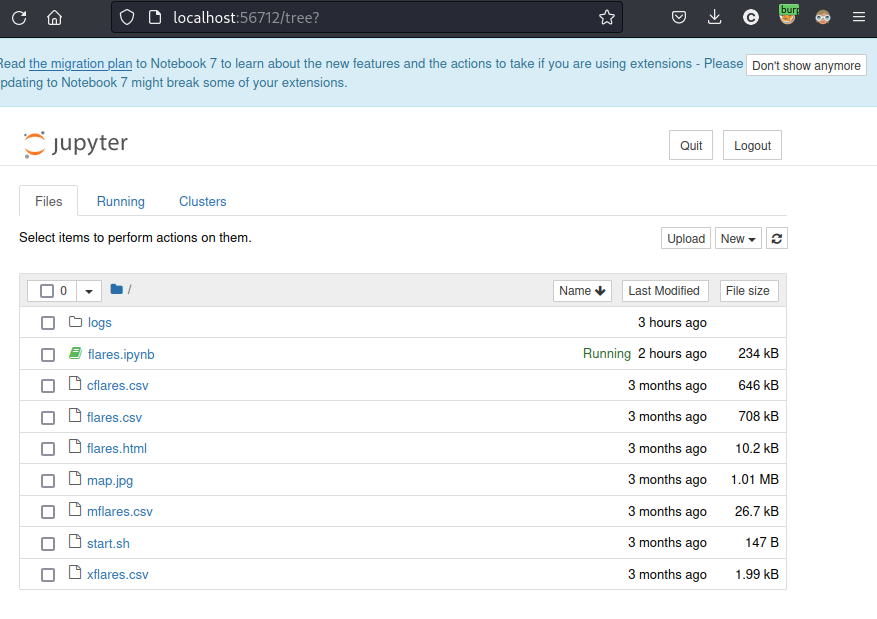 localhost:56712/tree?
burp
Read the migration plan to Notebook 7 to learn about the new features and the actions to take if you are using extensions - Please
pdating to Notebook 7 might break some of your extensions.
Don't show anymore
jupyter
Quit
Logout
Files
Running
Clusters
Select items to perform actions on them.
Upload
New
0
/
Name
Last Modified
File size
logs 3 hours ago
flares.ipynb Running 2 hours ago 234 kB
cflares.csv 3 months ago 646 kB
flares.csv 3 months ago 708 kB
flares.html 3 months ago 10.2 kB
map.jpg 3 months ago 1.01 MB
mflares.csv 3 months ago 26.7 kB
start.sh 3 months ago 147 B
xflares.csv 3 months ago 1.99 kB